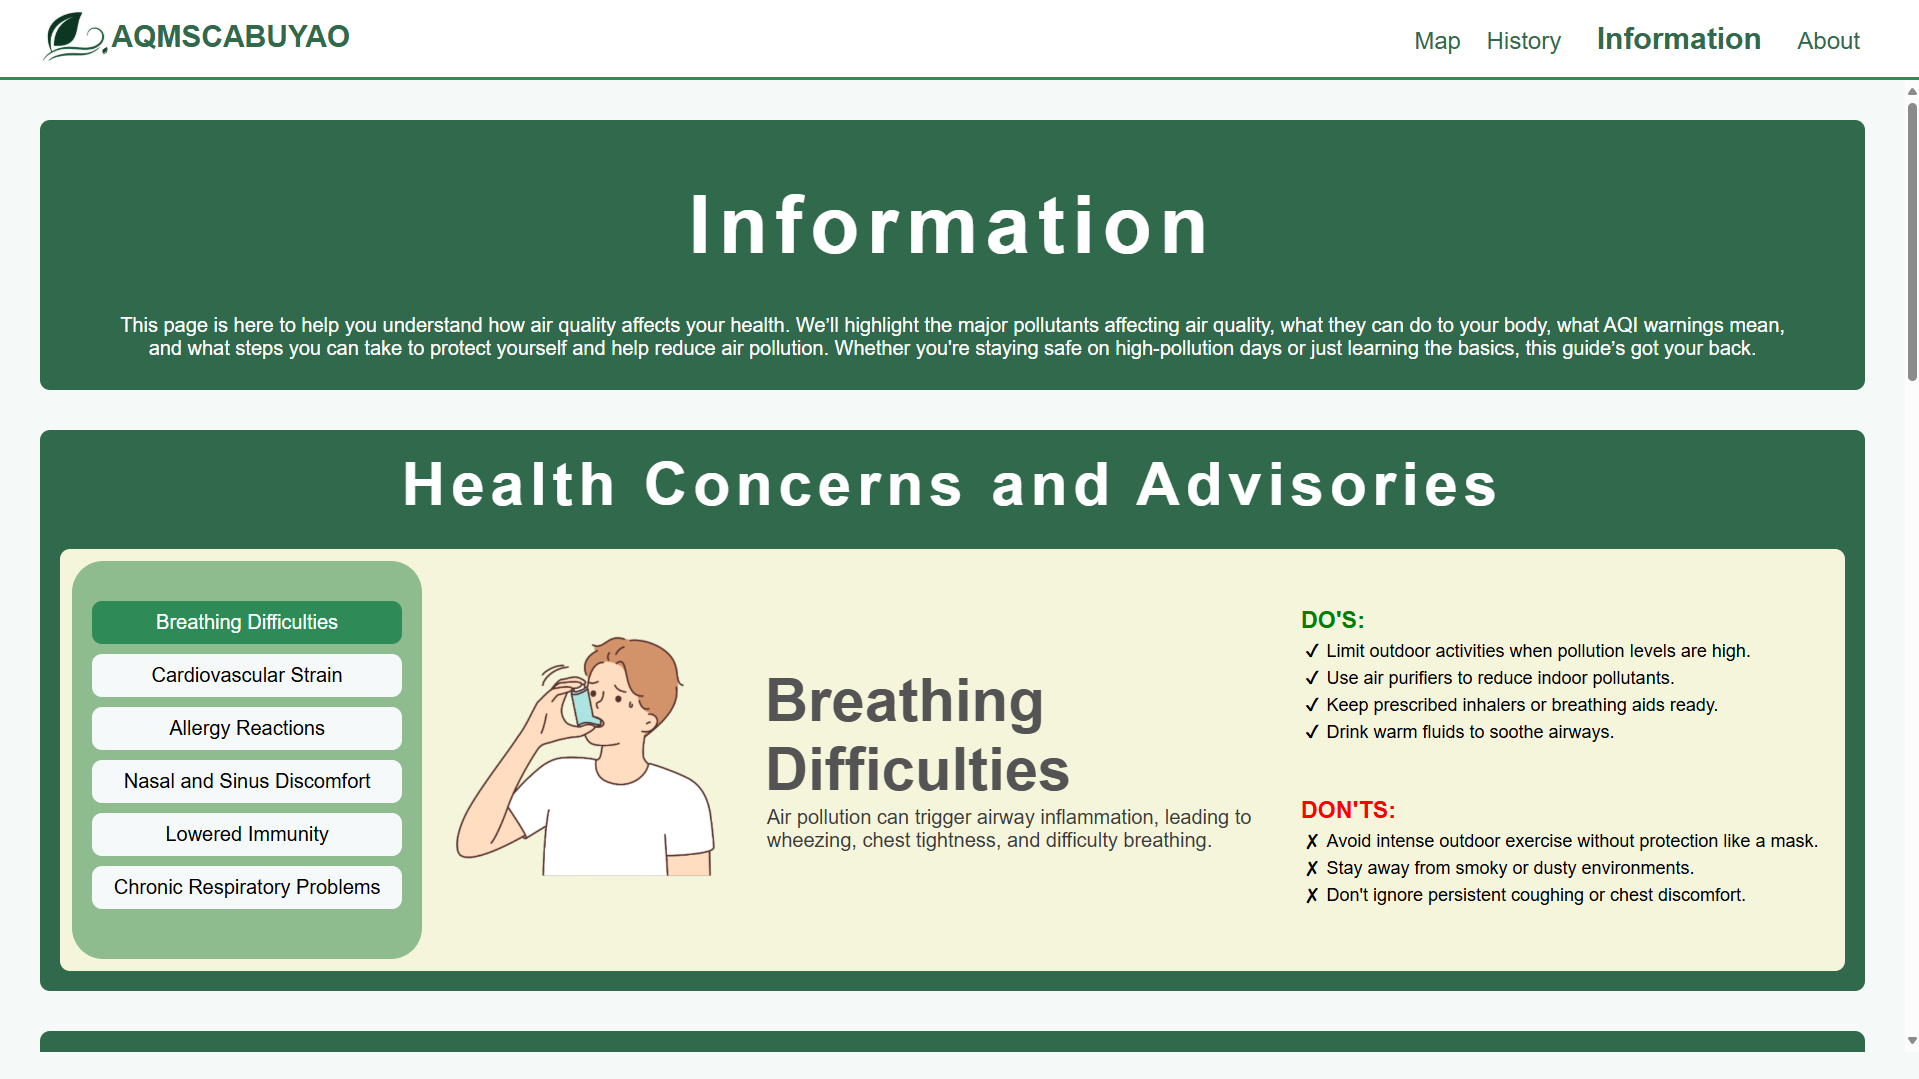 AQMSCABUYAO
Map History Information About
Information
This page is here to help you understand how air quality affects your health. We’ll highlight the major pollutants affecting air quality, what they can do to your body, what AQI warnings mean,
and what steps you can take to protect yourself and help reduce air pollution. Whether you're staying safe on high-pollution days or just learning the basics, this guide’s got your back.
Health Concerns and Advisories
Breathing Difficulties
Cardiovascular Strain
Allergy Reactions
Nasal and Sinus Discomfort
Lowered Immunity
Chronic Respiratory Problems
Breathing
Difficulties
Air pollution can trigger airway inflammation, leading to
wheezing, chest tightness, and difficulty breathing.
DO'S:
✓ Limit outdoor activities when pollution levels are high.
✓ Use air purifiers to reduce indoor pollutants.
✓ Keep prescribed inhalers or breathing aids ready.
✓ Drink warm fluids to soothe airways.
DON'TS:
✗ Avoid intense outdoor exercise without protection like a mask.
✗ Stay away from smoky or dusty environments.
✗ Don't ignore persistent coughing or chest discomfort.